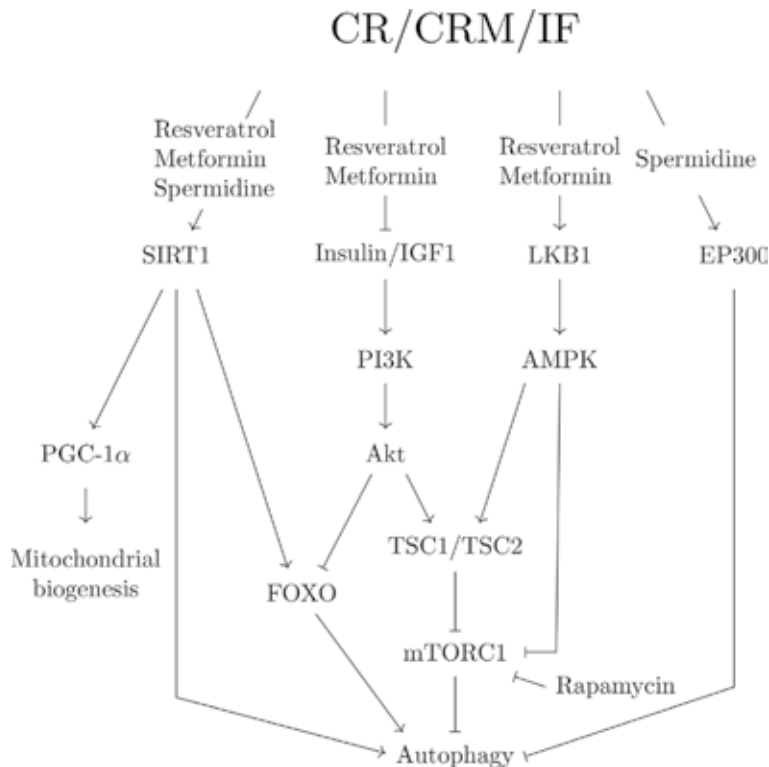 CR/CRM/IF
Resveratrol
Metformin
Spermidine
Resveratrol
Metformin
Resveratrol
Metformin
Spermidine
SIRT1
Insulin/IGF1
LKB1
EP300
PI3K
AMPK
PGC-1α
Akt
Mitochondrial
biogenesis
TSC1/TSC2
FOXO
mTORC1
Rapamycin
Autophagy